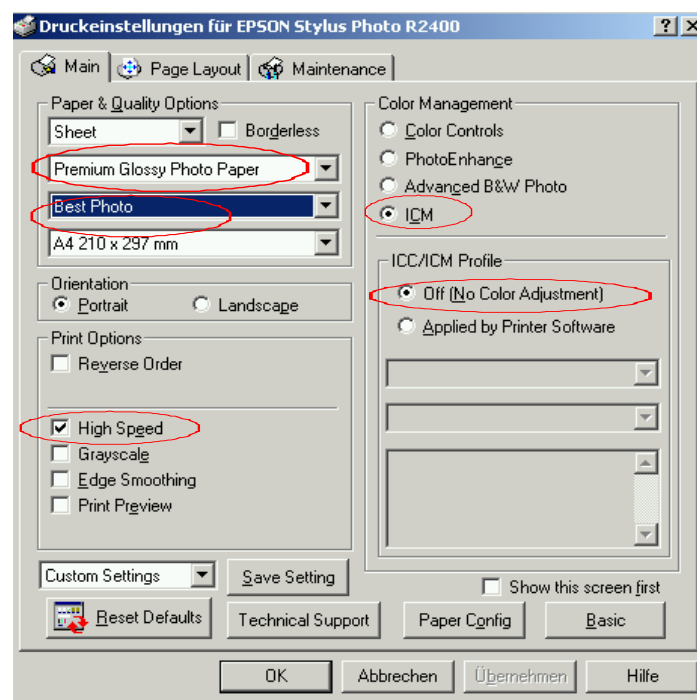 Druckeinstellungen für EPSON Stylus Photo R2400
Main
Page Layout
Maintenance
Paper & Quality Options
Sheet
Borderless
Premium Glossy Photo Paper
Best Photo
A4 210 x 297 mm
Orientation
Portrait
Landscape
Print Options
Reverse Order
High Speed
Grayscale
Edge Smoothing
Print Preview
Custom Settings
Save Setting
Color Management
Color Controls
PhotoEnhance
Advanced B&W Photo
ICM
ICC/ICM Profile
Off (No Color Adjustment)
Applied by Printer Software
Show this screen first
Reset Defaults
Technical Support
Paper Config
Basic
OK
Abbrechen
Übernehmen
Hilfe